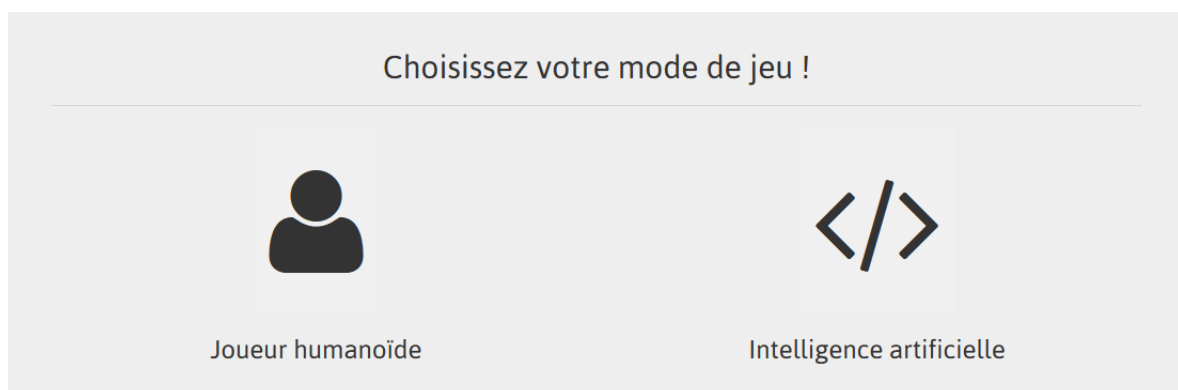 Choisissez votre mode de jeu !
Joueur humanoïde
Intelligence artificielle